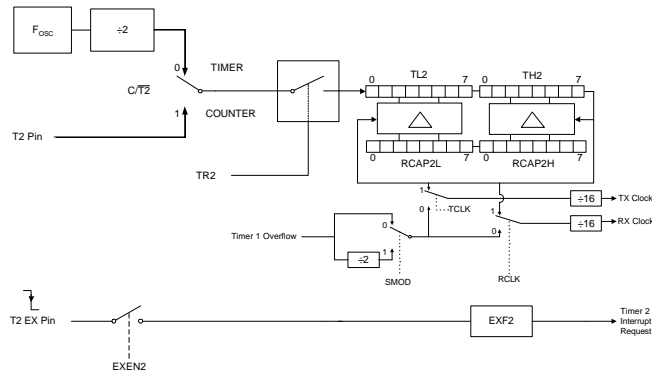 FOSC
÷2
0
TIMER
C/T2
1
COUNTER
T2 Pin
TR2
0 TL2 7
0 TH2 7
0 RCAP2L 7
0 RCAP2H 7
1
TCLK
0
÷16
TX Clock
1
0
÷16
RX Clock
RCLK
Timer 1 Overflow
0
÷2
1
SMOD
T2 EX Pin
EXEN2
EXF2
Timer 2
Interrupt
Request